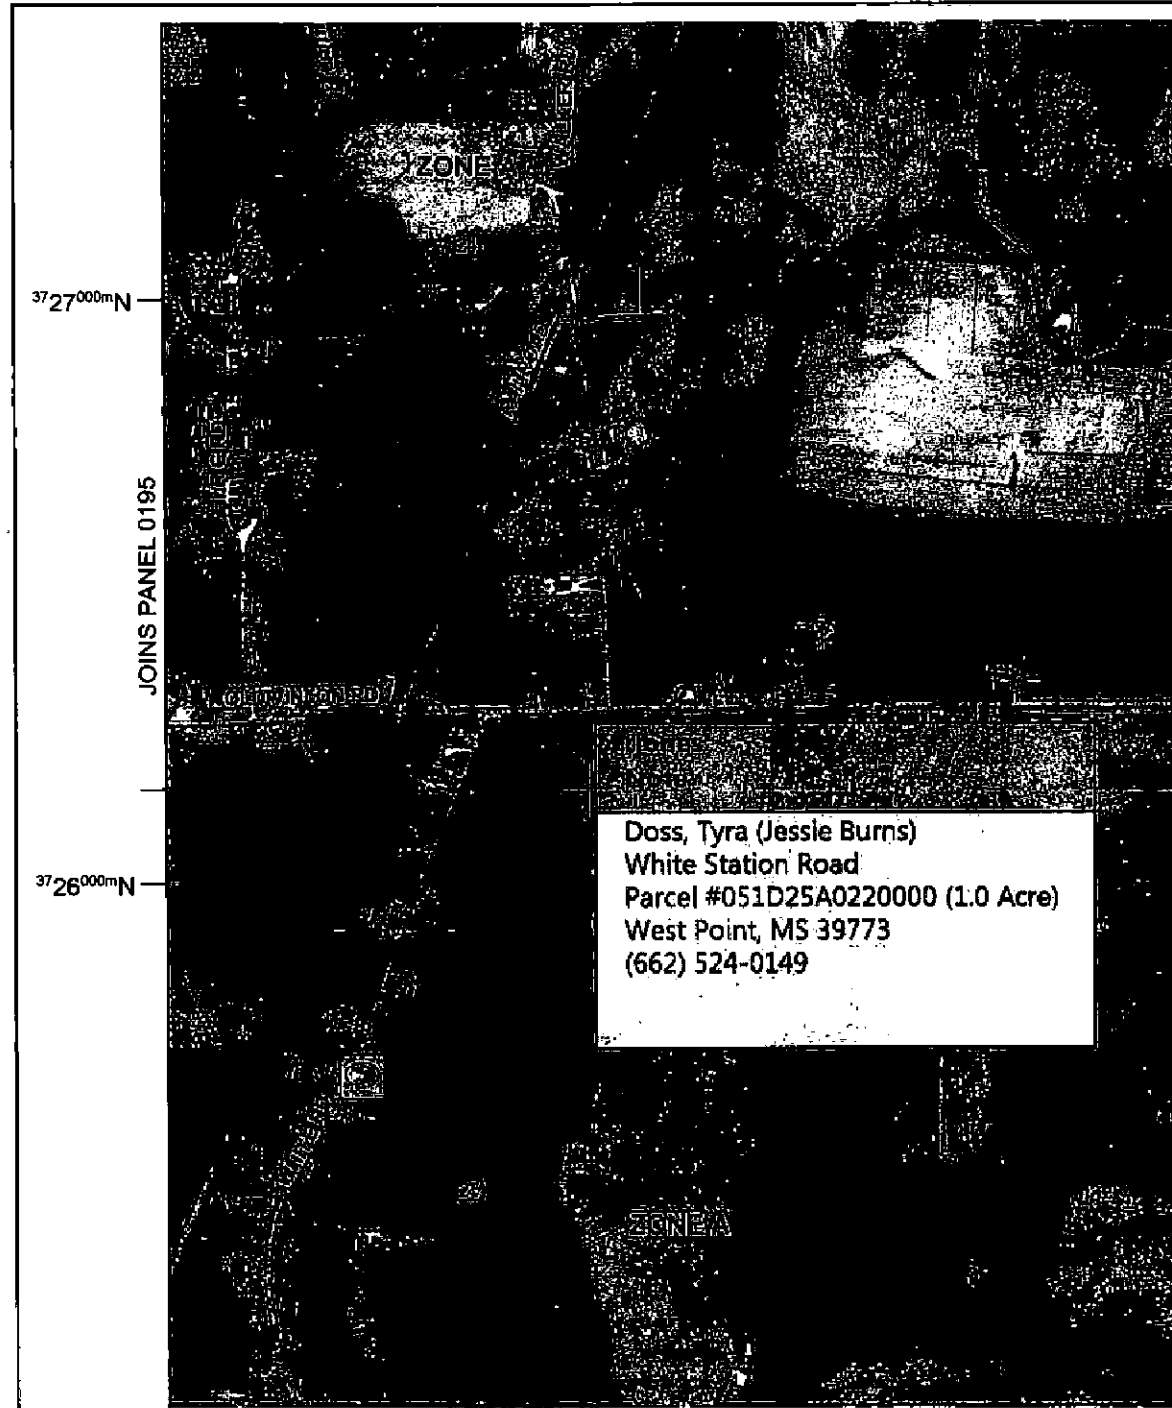 ZONE
3727000mN
JOINS PANEL 0195
Doss, Tyra (Jessie Burns)
White Station Road
Parcel #051D25A0220000 (1.0 Acre)
West Point, MS 39773
(662) 524-0149
3726000mN
ZONE A